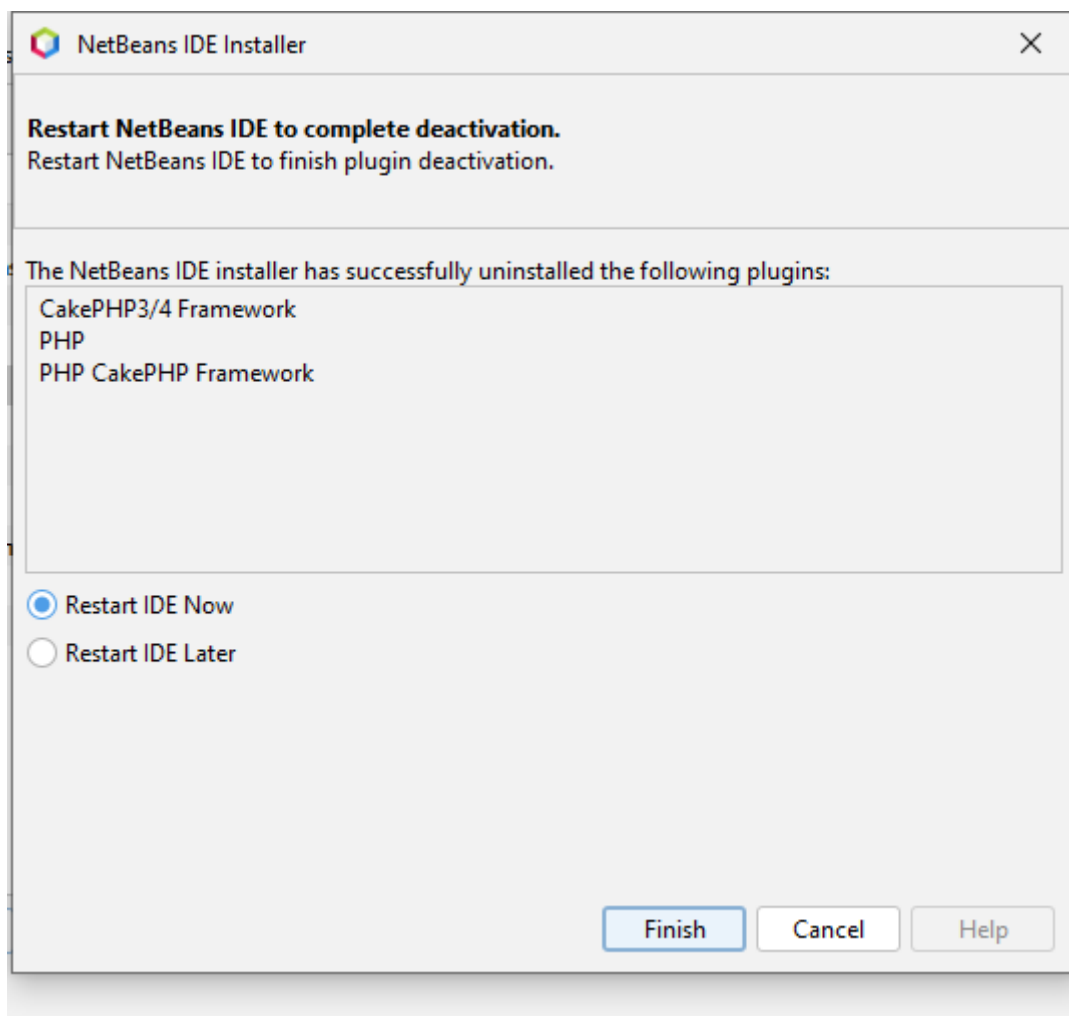 NetBeans IDE Installer
Restart NetBeans IDE to complete deactivation.
Restart NetBeans IDE to finish plugin deactivation.
The NetBeans IDE installer has successfully uninstalled the following plugins:
CakePHP3/4 Framework
PHP
PHP CakePHP Framework
Restart IDE Now
Restart IDE Later
Finish Cancel Help